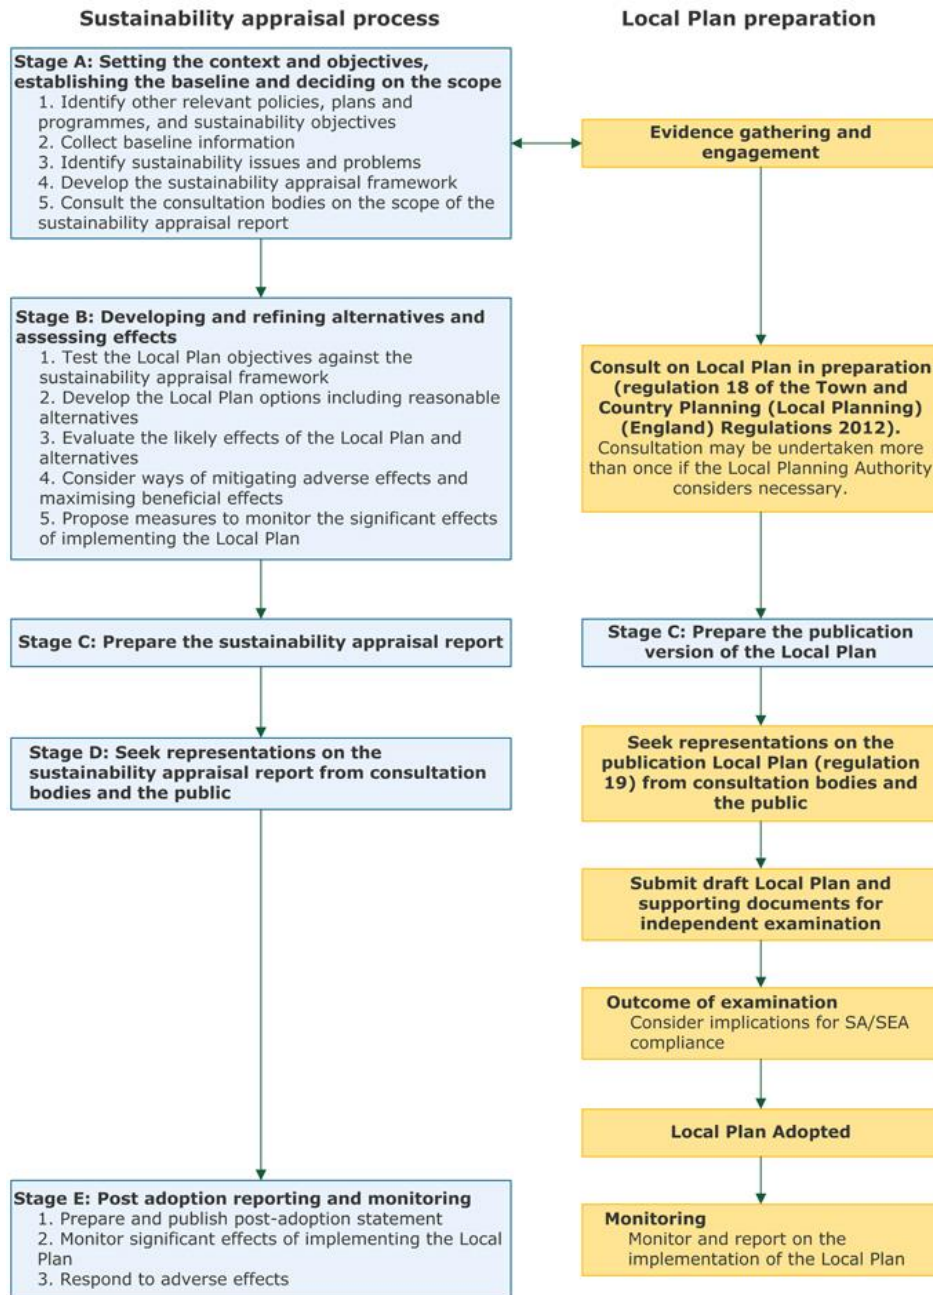 Sustainability appraisal process
Local Plan preparation
Stage A: Setting the context and objectives,
establishing the baseline and deciding on the scope
1. Identify other relevant policies, plans and
programmes, and sustainability objectives
2. Collect baseline information
3. Identify sustainability issues and problems
4. Develop the sustainability appraisal framework
5. Consult the consultation bodies on the scope of the
sustainability appraisal report
Evidence gathering and
engagement
Stage B: Developing and refining alternatives and
assessing effects
1. Test the Local Plan objectives against the
sustainability appraisal framework
2. Develop the Local Plan options including reasonable
alternatives
3. Evaluate the likely effects of the Local Plan and
alternatives
4. Consider ways of mitigating adverse effects and
maximising beneficial effects
5. Propose measures to monitor the significant effects
of implementing the Local Plan
Consult on Local Plan in preparation
(regulation 18 of the Town and
Country Planning (Local Planning)
(England) Regulations 2012).
Consultation may be undertaken more
than once if the Local Planning Authority
considers necessary.
Stage C: Prepare the sustainability appraisal report
Stage C: Prepare the publication
version of the Local Plan
Stage D: Seek representations on the
sustainability appraisal report from consultation
bodies and the public
Seek representations on the
publication Local Plan (regulation
19) from consultation bodies and
the public
Submit draft Local Plan and
supporting documents for
independent examination
Outcome of examination
Consider implications for SA/SEA
compliance
Local Plan Adopted
Stage E: Post adoption reporting and monitoring
1. Prepare and publish post-adoption statement
2. Monitor significant effects of implementing the Local
Plan
3. Respond to adverse effects
Monitoring
Monitor and report on the
implementation of the Local Plan